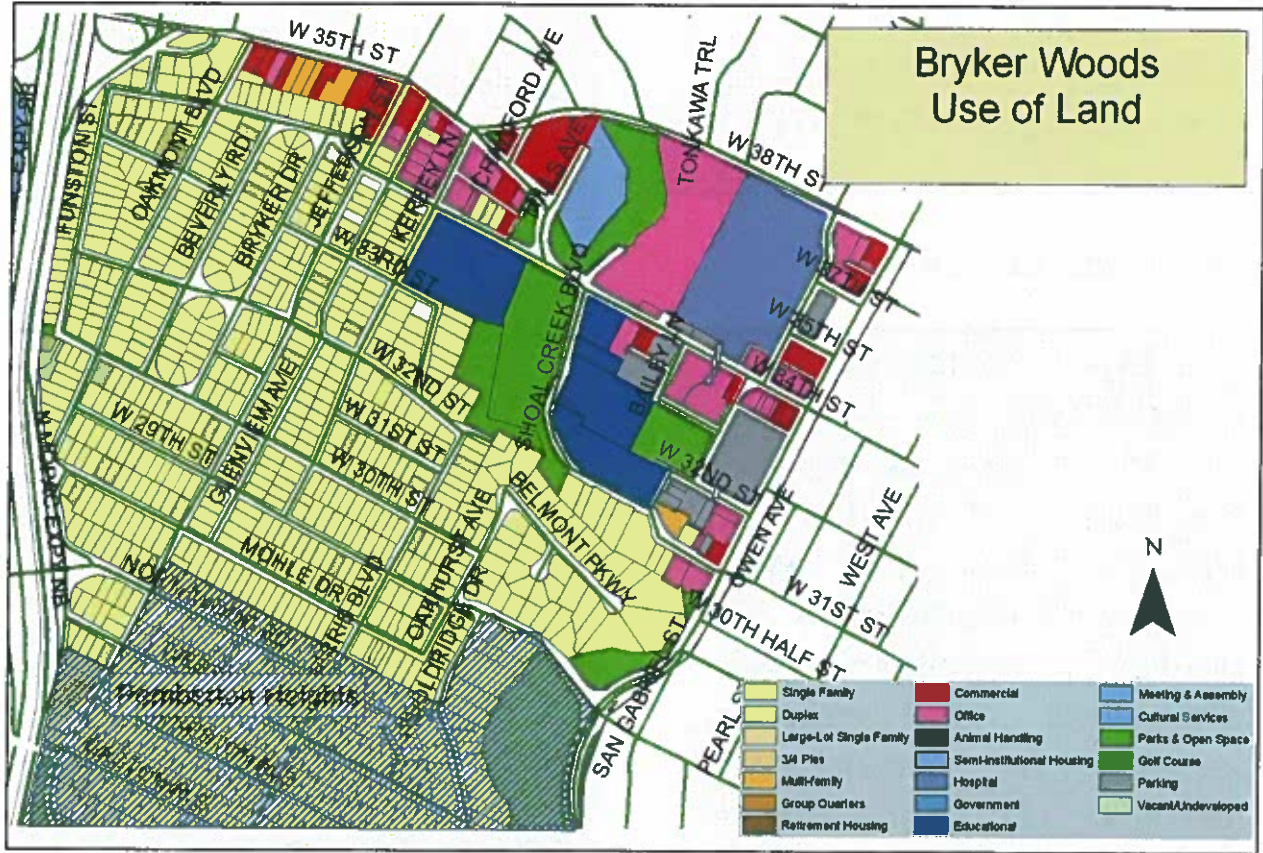 Bryker Woods
Use of Land
W 35TH ST
TONKAWA TRL
W 38TH ST
FUNSTON ST
OAKMONT BLVD
BEVERLY RD
BRYKER DR
JEFFERSON ST
KERBEY LN
W 33RD ST
W 37TH ST
W 35TH ST
W 34TH ST
SHOAL CREEK BLVD
BAILEY LN
W 32ND ST
W 32ND ST
W 31ST ST
W 30TH ST
W 29TH ST
GLENVIEW AVE
BELMONT PKWY
OWEN AVE
WEST AVE
MOHLE DR
OAKHURST AVE
W 31ST ST
W 30TH HALF ST
SAN GABRIEL ST
PEARL
Pemberton Heights
N
Single Family
Duplex
Large-Lot Single Family
3/4 Plex
Multi-family
Group Quarters
Retirement Housing
Commercial
Office
Animal Handling
Semi-Institutional Housing
Hospital
Government
Educational
Meeting & Assembly
Cultural Services
Parks & Open Space
Golf Course
Parking
Vacant/Undeveloped